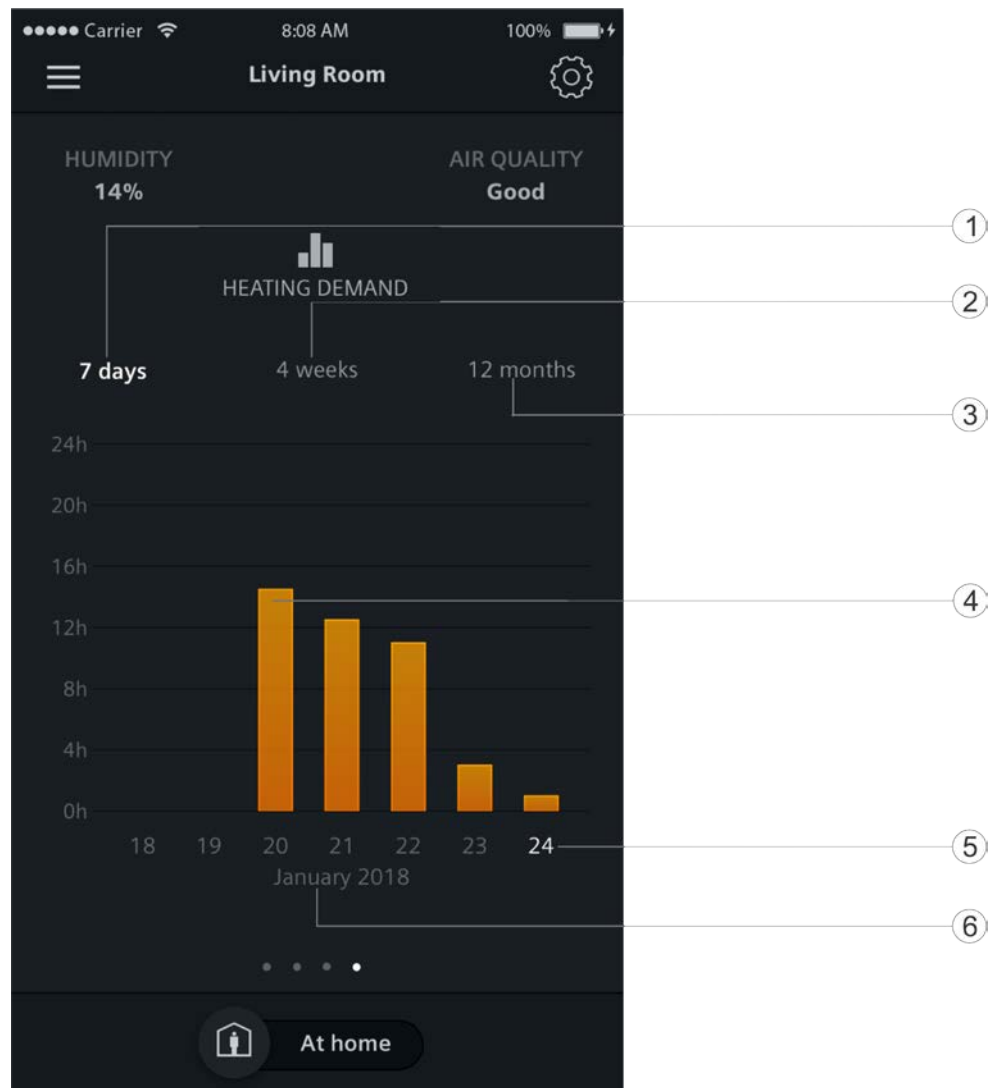 Carrier 8:08 AM 100%
Living Room
HUMIDITY AIR QUALITY
14% Good
1
HEATING DEMAND
2
7 days 4 weeks 12 months
3
24h
20h
16h
4
12h
8h
4h
0h
18 19 20 21 22 23 24
5
January 2018
6
At home